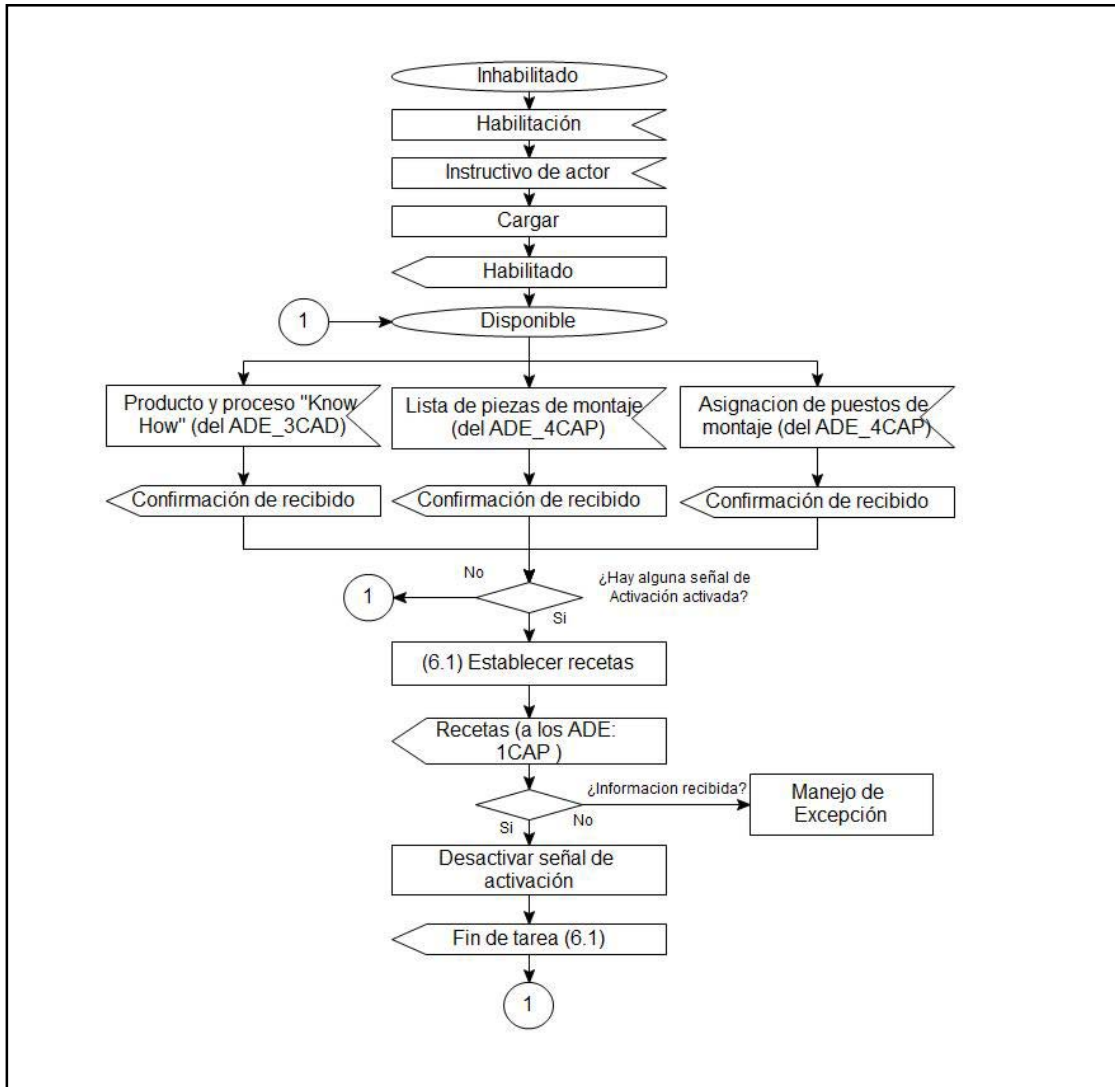 Inhabilitado
Habilitación
Instructivo de actor
Cargar
Habilitado
1
Disponible
Producto y proceso "Know
How" (del ADE_3CAD)
Lista de piezas de montaje
(del ADE_4CAP)
Asignacion de puestos de
montaje (del ADE_4CAP)
Confirmación de recibido
Confirmación de recibido
Confirmación de recibido
No
¿Hay alguna señal de
Activación activada?
1
Si
(6.1) Establecer recetas
Recetas (a los ADE:
1CAP )
¿Informacion recibida?
Manejo de
Excepción
Si
No
Desactivar señal de
activación
Fin de tarea (6.1)
1